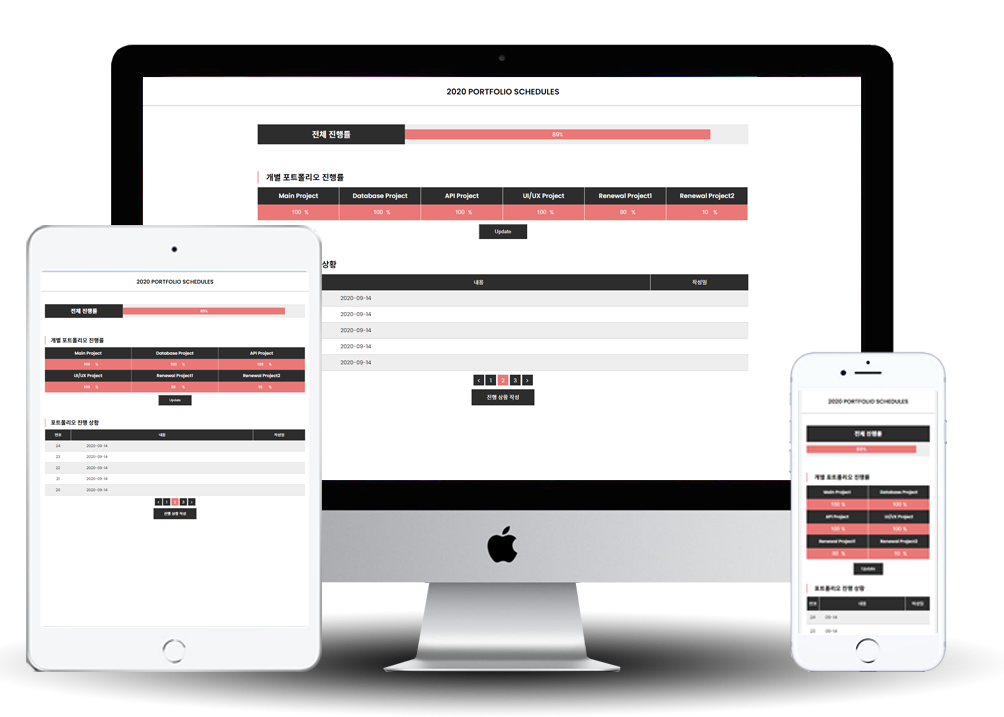 2020 PORTFOLIO SCHEDULES
전체 진행률
89%
개별 포트폴리오 진행률
Main Project Database Project API Project UI/UX Project Renewal Project1 Renewal Project2
100 % 100 % 100 % 100 % 80 % 10 %
Update
상황
내용 작성일
2020-09-14
2020-09-14
2020-09-14
2020-09-14
2020-09-14
< 1 2 3 >
진행 상황 작성
2020 PORTFOLIO SCHEDULES
전체 진행률
89%
개별 포트폴리오 진행률
Main Project Database Project API Project
100 % 100 % 100 %
UI/UX Project Renewal Project1 Renewal Project2
100 % 80 % 10 %
Update
포트폴리오 진행 상황
번호 내용 작성일
24 2020-09-14
23 2020-09-14
22 2020-09-14
21 2020-09-14
20 2020-09-14
< 1 2 3 >
진행 상황 작성
2020 PORTFOLIO SCHEDULES
전체 진행률
89%
개별 포트폴리오 진행률
Main Project Database Project
100 % 100 %
API Project UI/UX Project
100 % 100 %
Renewal Project1 Renewal Project2
80 % 10 %
Update
포트폴리오 진행 상황
번호 내용 작성일
24 09-14
23 09-14